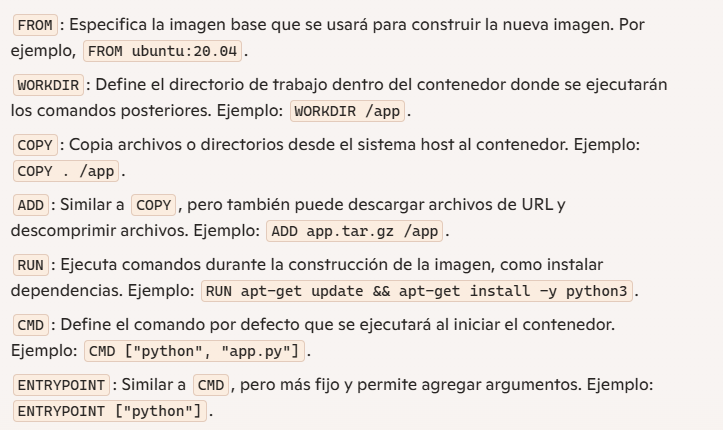 FROM: Especifica la imagen base que se usará para construir la nueva imagen. Por
ejemplo, FROM ubuntu:20.04.
WORKDIR: Define el directorio de trabajo dentro del contenedor donde se ejecutarán
los comandos posteriores. Ejemplo: WORKDIR /app.
COPY: Copia archivos o directorios desde el sistema host al contenedor. Ejemplo:
COPY . /app.
ADD: Similar a COPY, pero también puede descargar archivos de URL y
descomprimir archivos. Ejemplo: ADD app.tar.gz /app.
RUN: Ejecuta comandos durante la construcción de la imagen, como instalar
dependencias. Ejemplo: RUN apt-get update && apt-get install -y python3.
CMD: Define el comando por defecto que se ejecutará al iniciar el contenedor.
Ejemplo: CMD ["python", "app.py"].
ENTRYPOINT: Similar a CMD, pero más fijo y permite agregar argumentos. Ejemplo:
ENTRYPOINT ["python"].